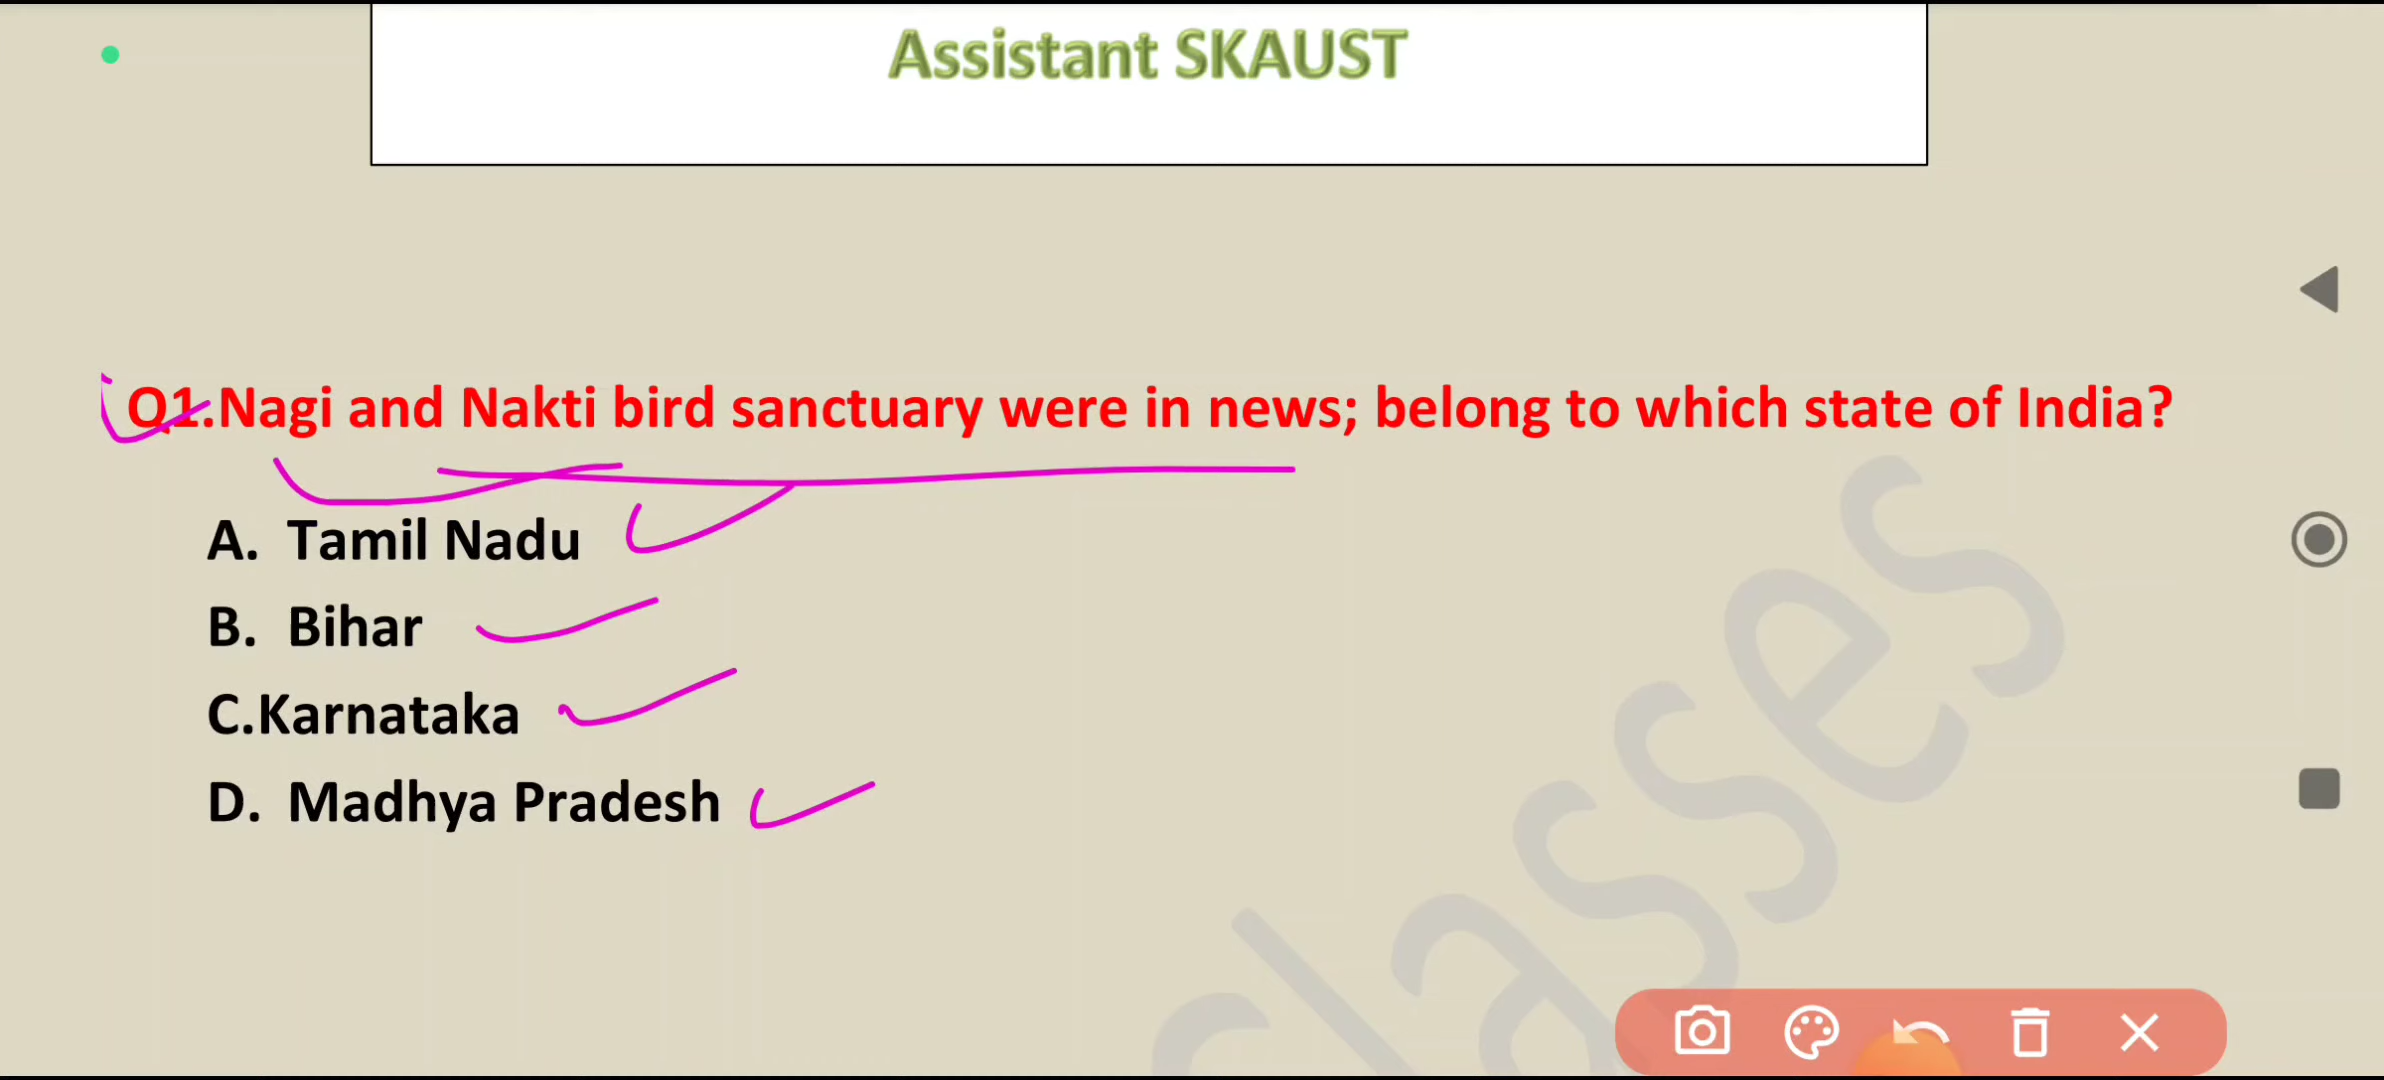 Assistant SKAUST
Q1.Nagi and Nakti bird sanctuary were in news; belong to which state of India?
A. Tamil Nadu
B. Bihar
C.Karnataka
D. Madhya Pradesh
classes